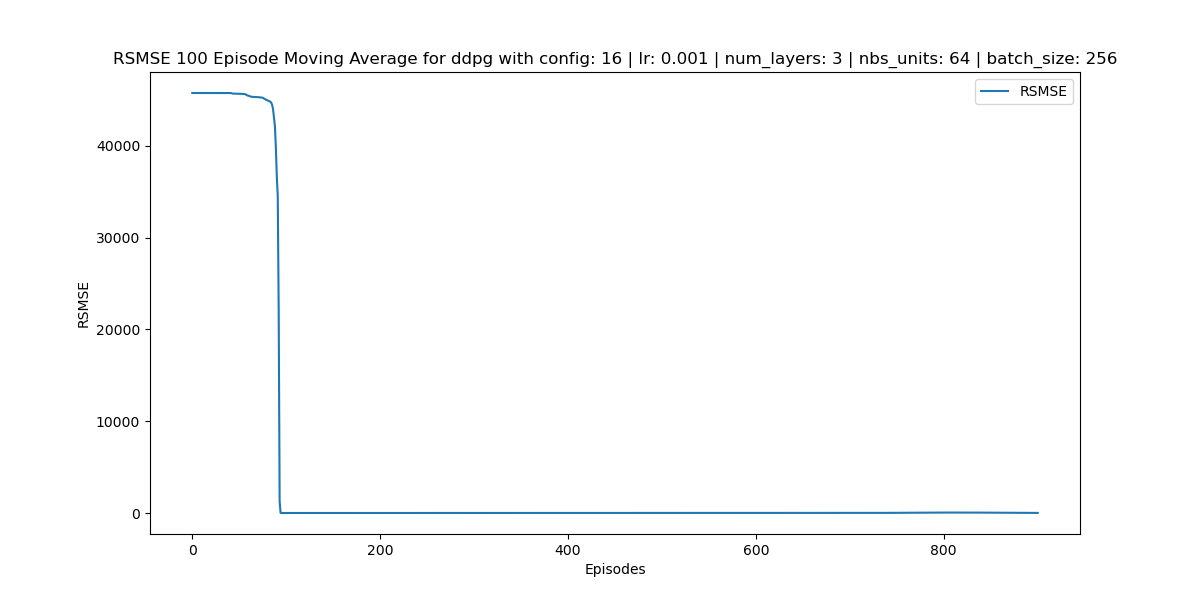 RSMSE 100 Episode Moving Average for ddpg with config: 16 | lr: 0.001 | num_layers: 3 | nbs_units: 64 | batch_size: 256
RSMSE
40000
30000
20000
10000
0
RSMSE
0 200 400 600 800
Episodes